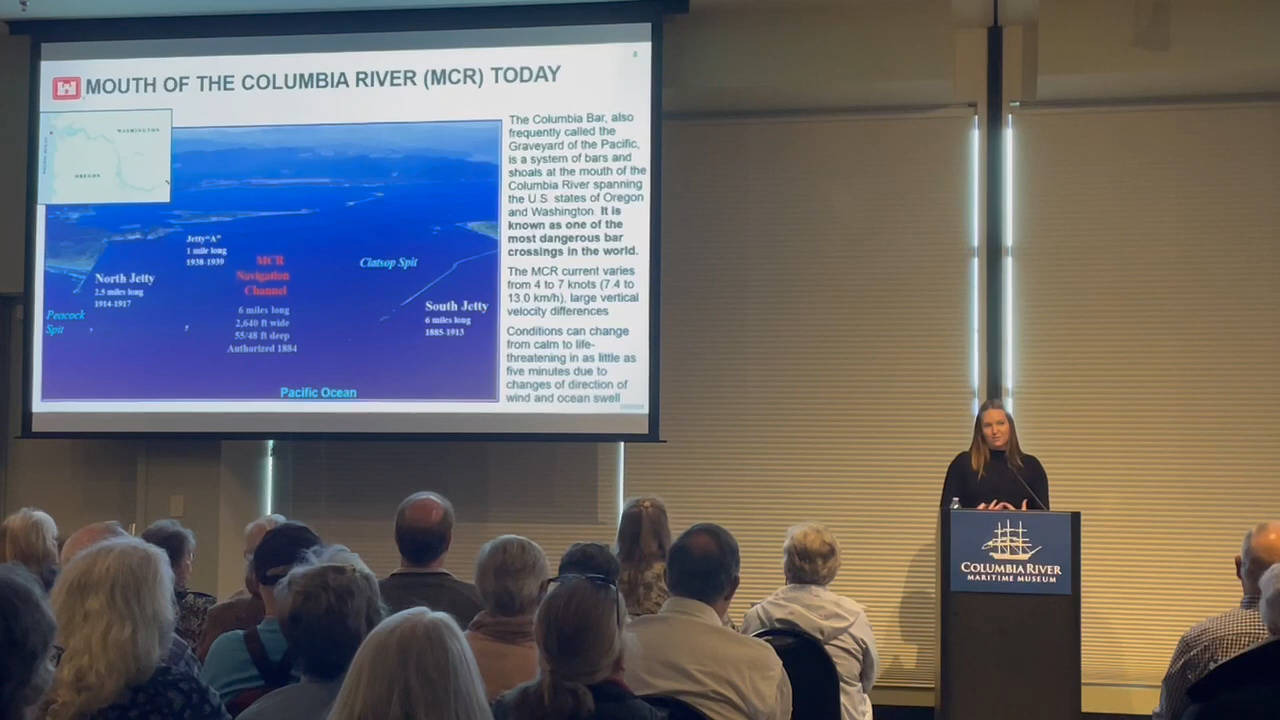 8
MOUTH OF THE COLUMBIA RIVER (MCR) TODAY
WASHINGTON
OREGON
Jetty"A"
1 mile long
1938-1939
North Jetty
2.5 miles long
1914-1917
Peacock
Spit
MCR
Navigation
Channel
6 miles long
2,640 ft wide
55/48 ft deep
Authorized 1884
Clatsop Spit
South Jetty
6 miles long
1885-1913
Pacific Ocean
The Columbia Bar, also
frequently called the
Graveyard of the Pacific,
is a system of bars and
shoals at the mouth of the
Columbia River spanning
the U.S. states of Oregon
and Washington. It is
known as one of the
most dangerous bar
crossings in the world.
The MCR current varies
from 4 to 7 knots (7.4 to
13.0 km/h), large vertical
velocity differences
Conditions can change
from calm to life-
threatening in as little as
five minutes due to
changes of direction of
wind and ocean swell
COLUMBIA RIVER
MARITIME MUSEUM